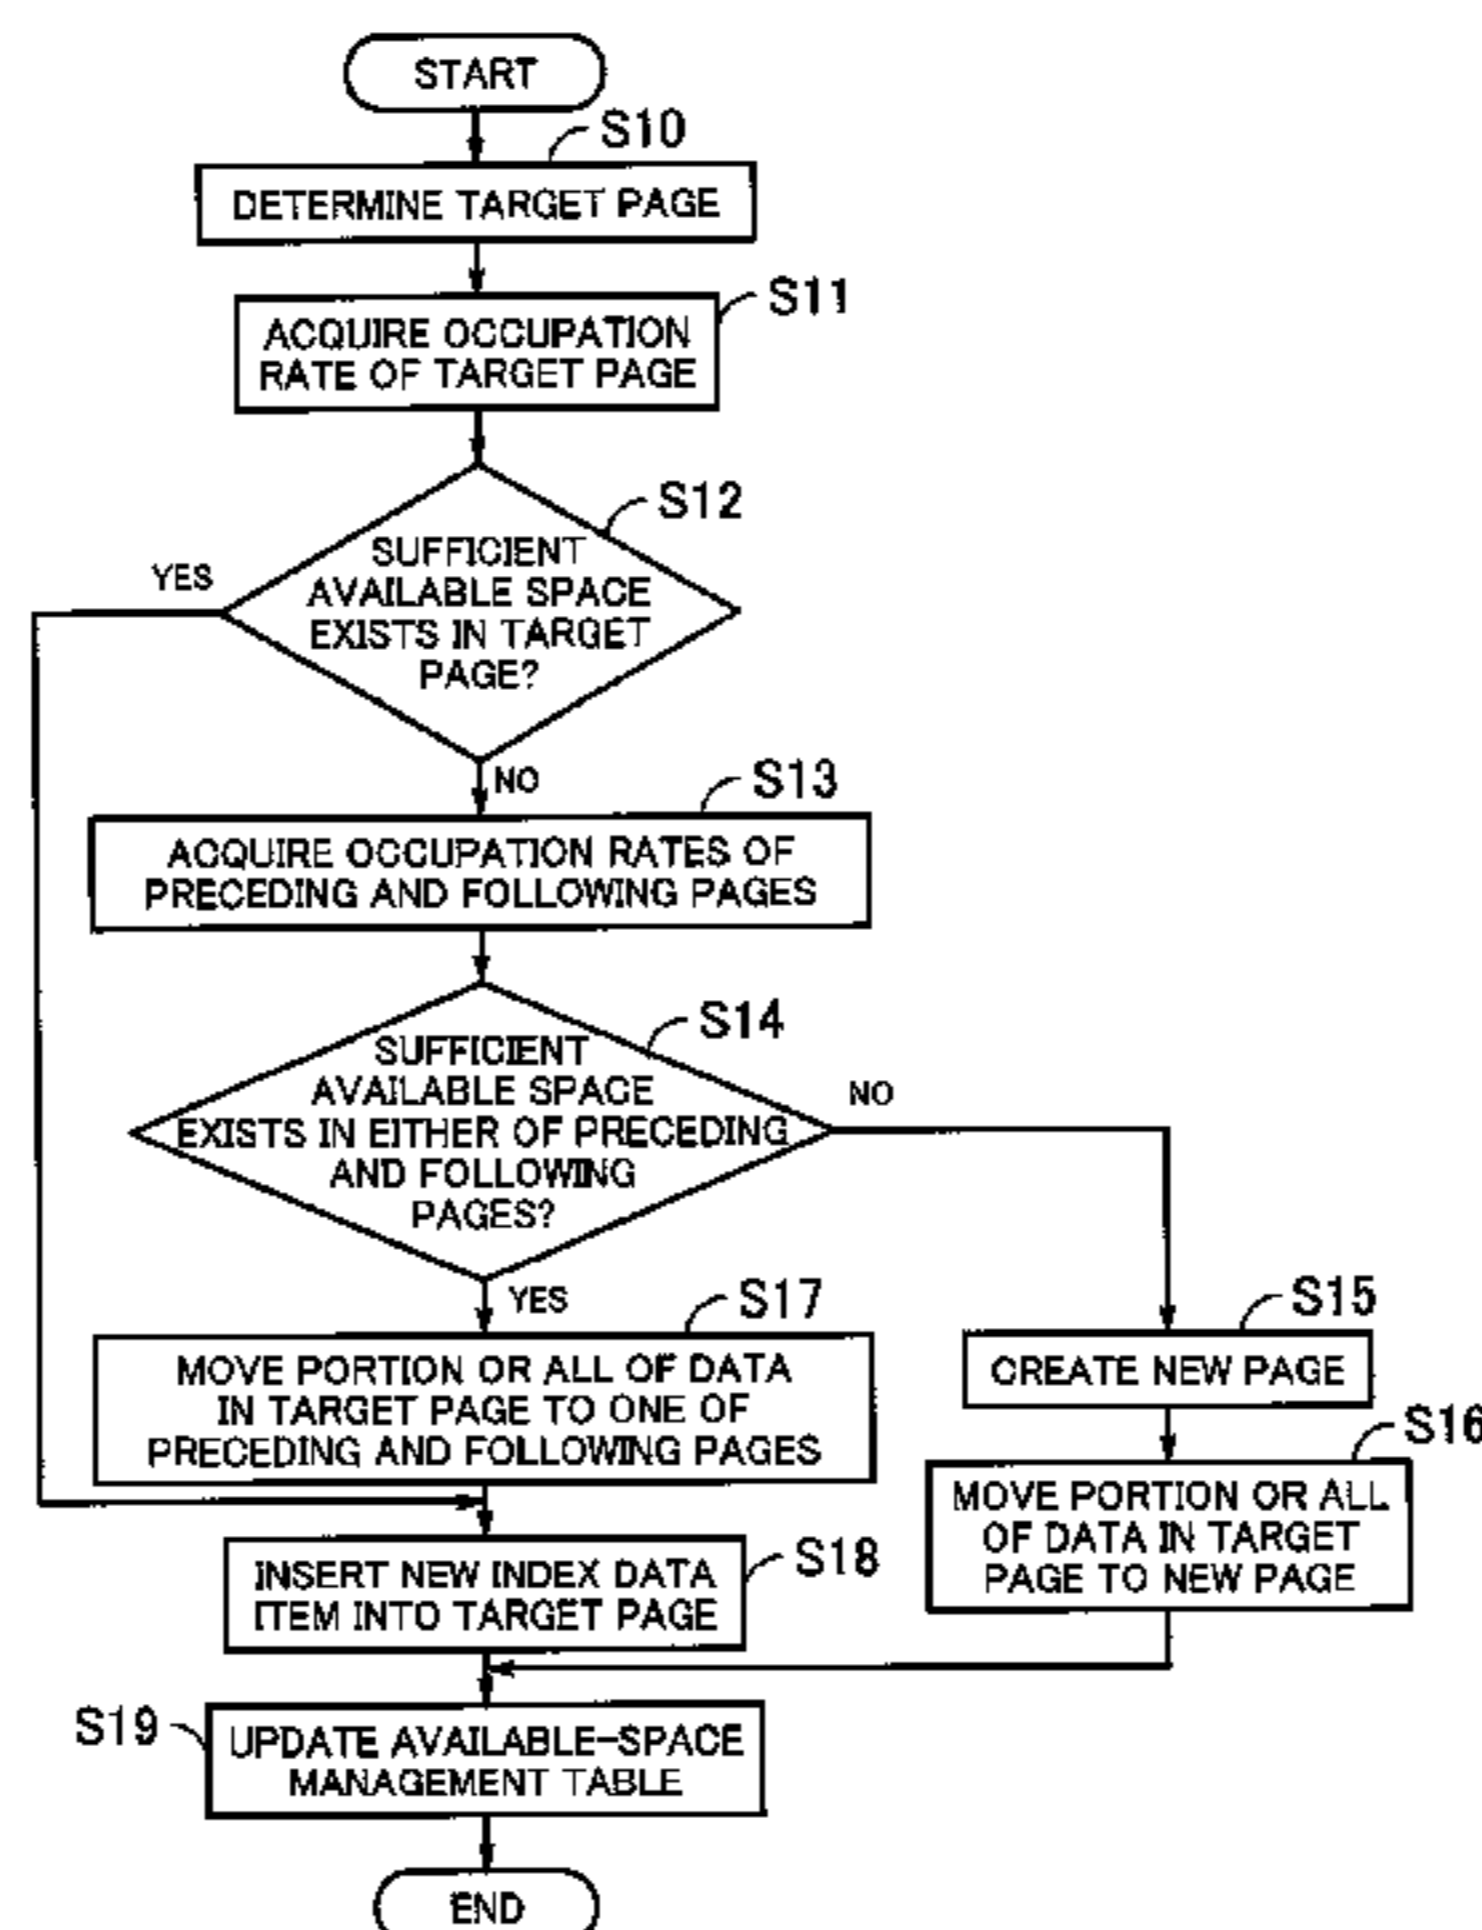 START
S10
DETERMINE TARGET PAGE
S11
ACQUIRE OCCUPATION
RATE OF TARGET PAGE
S12
SUFFICIENT
AVAILABLE SPACE
EXISTS IN TARGET
PAGE?
YES
NO
S13
ACQUIRE OCCUPATION RATES OF
PRECEDING AND FOLLOWING PAGES
S14
SUFFICIENT
AVAILABLE SPACE
EXISTS IN EITHER OF PRECEDING
AND FOLLOWING
PAGES?
NO
YES
S17
MOVE PORTION OR ALL OF DATA
IN TARGET PAGE TO ONE OF
PRECEDING AND FOLLOWING PAGES
S15
CREATE NEW PAGE
S16
MOVE PORTION OR ALL
OF DATA IN TARGET
PAGE TO NEW PAGE
S18
INSERT NEW INDEX DATA
ITEM INTO TARGET PAGE
S19
UPDATE AVAILABLE-SPACE
MANAGEMENT TABLE
END